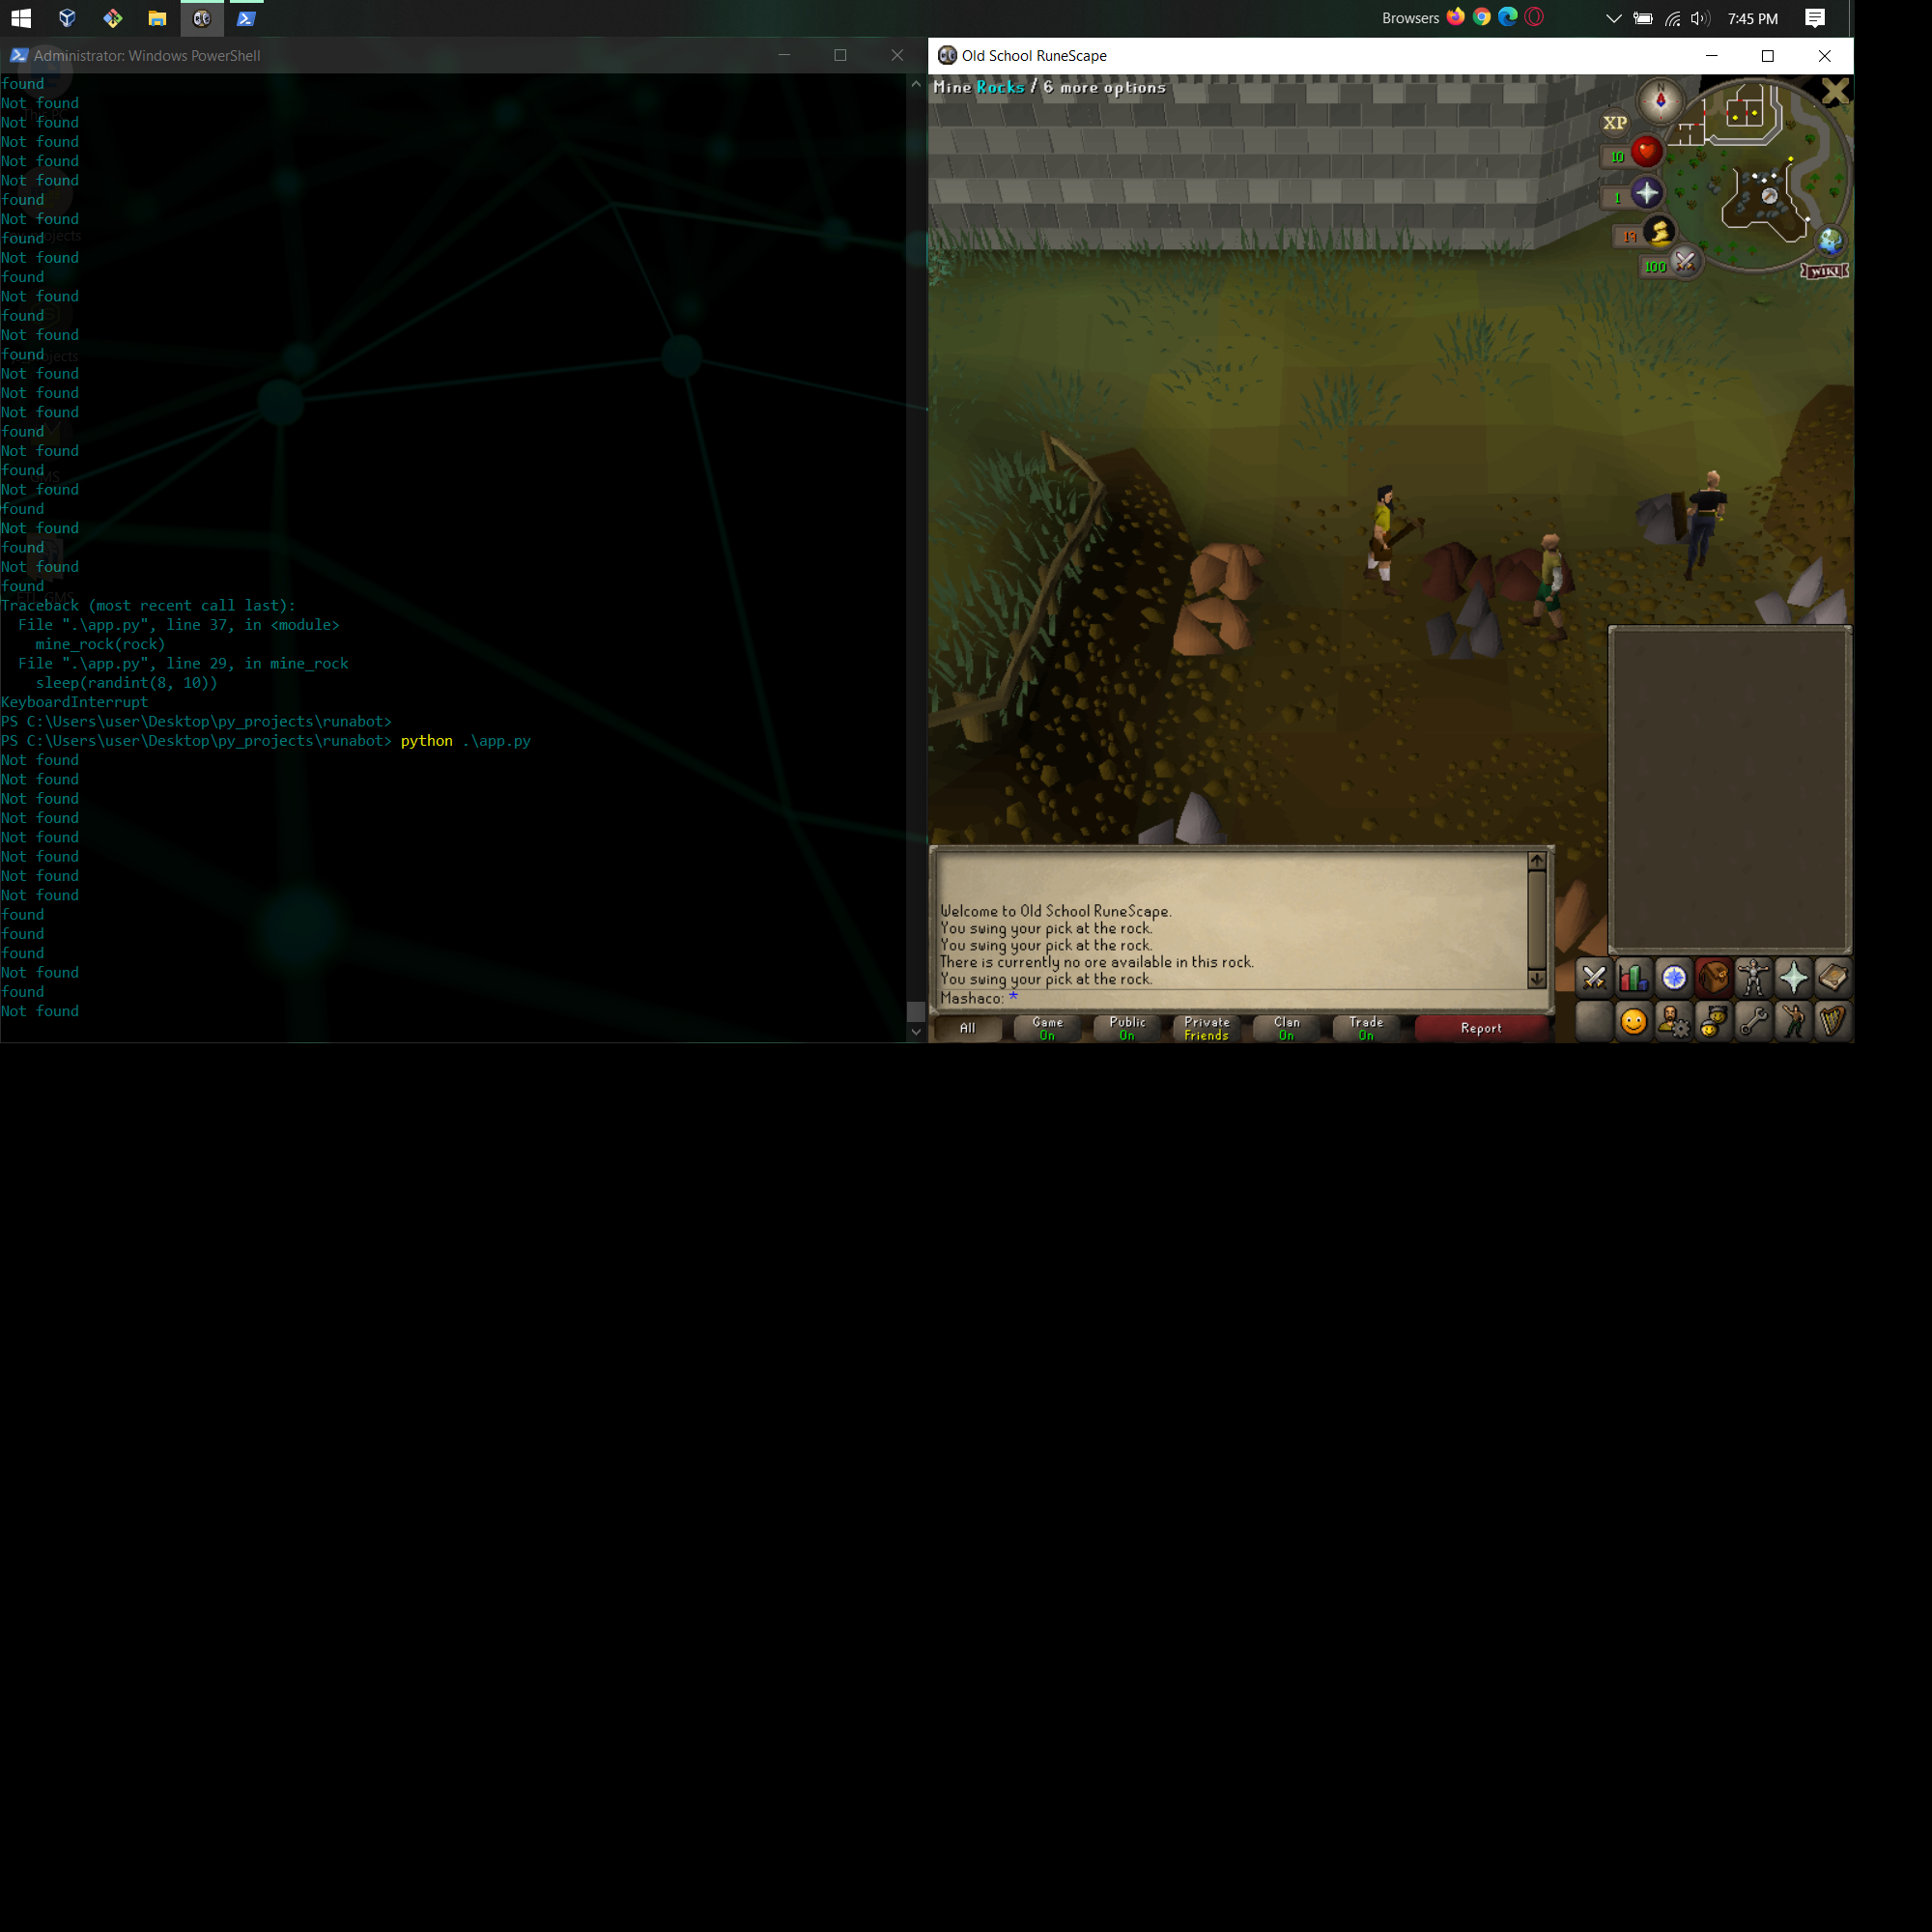 Browsers
7:45 PM
Administrator: Windows PowerShell
found
Not found
Not found
Not found
Not found
Not found
found
Not found
found
Not found
found
Not found
found
Not found
found
Not found
Not found
Not found
found
Not found
found
Not found
found
Not found
found
Not found
found
Traceback (most recent call last):
  File ".\app.py", line 37, in <module>
    mine_rock(rock)
  File ".\app.py", line 29, in mine_rock
    sleep(randint(8, 10))
KeyboardInterrupt
PS C:\Users\user\Desktop\py_projects\runabot>
PS C:\Users\user\Desktop\py_projects\runabot> python .\app.py
Not found
Not found
Not found
Not found
Not found
Not found
Not found
Not found
found
found
found
Not found
found
Not found
Old School RuneScape
Mine Rocks / 6 more options
N
XP
10
1
100
WIKI
Welcome to Old School RuneScape.
You swing your pick at the rock.
You swing your pick at the rock.
There is currently no ore available in this rock.
You swing your pick at the rock.
Mashaco: *
All
Game On
Public On
Private Friends
Clan On
Trade On
Report